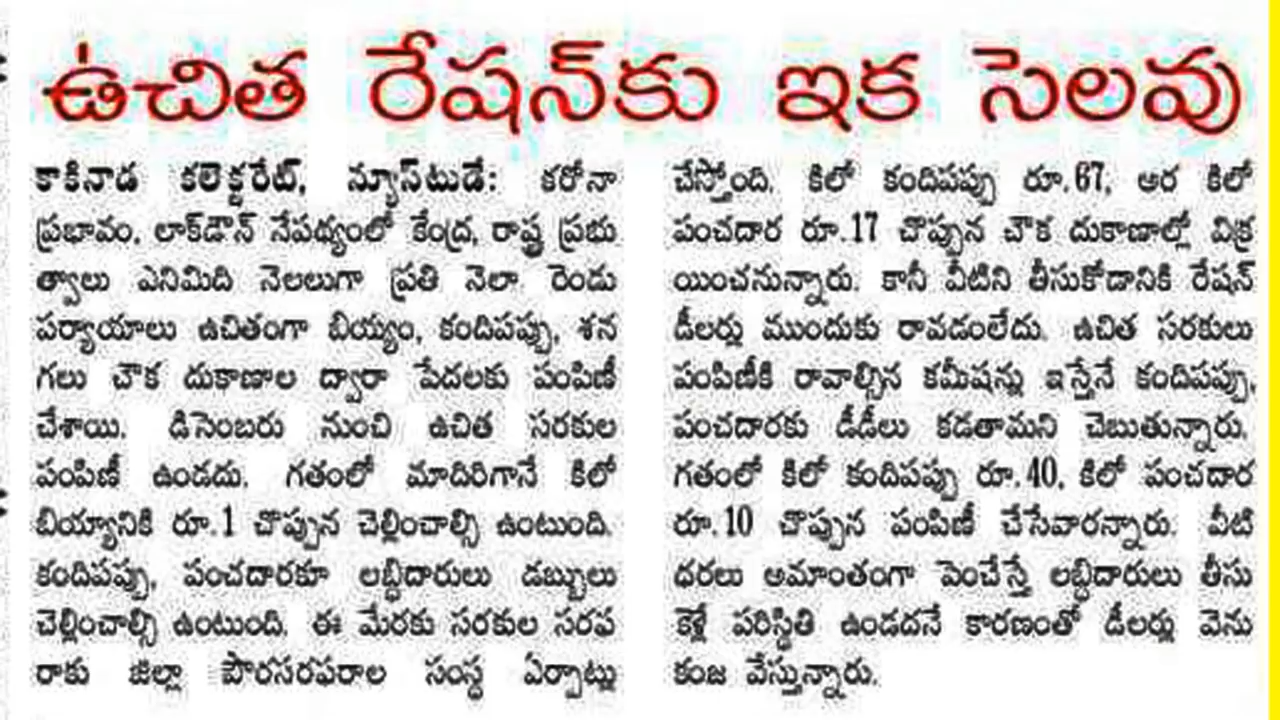 ఉచిత రేషన్‌కు ఇక సెలవు
కాకినాడ కలెక్టరేట్, న్యూస్‌టుడే: కరోనా
ప్రభావం, లాక్‌డౌన్ నేపథ్యంలో కేంద్ర, రాష్ట్ర ప్రభు
త్వాలు ఎనిమిది నెలలుగా ప్రతి నెలా రెండు
పర్యాయాలు ఉచితంగా బియ్యం, కందిపప్పు, శన
గలు చౌక దుకాణాల ద్వారా పేదలకు పంపిణీ
చేశాయి. డిసెంబరు నుంచి ఉచిత సరకుల
పంపిణీ ఉండదు. గతంలో మాదిరిగానే కిలో
బియ్యానికి రూ.1 చొప్పున చెల్లించాల్సి ఉంటుంది.
కందిపప్పు, పంచదారకూ లబ్ధిదారులు డబ్బులు
చెల్లించాల్సి ఉంటుంది. ఈ మేరకు సరకుల సరఫ
రాకు జిల్లా పౌరసరఫరాల సంస్థ ఏర్పాట్లు
చేస్తోంది. కిలో కందిపప్పు రూ.67, అర కిలో
పంచదార రూ.17 చొప్పున చౌక దుకాణాల్లో విక్ర
యించనున్నారు. కానీ వీటిని తీసుకోడానికి రేషన్
డీలర్లు ముందుకు రావడంలేదు. ఉచిత సరకులు
పంపిణీకి రావాల్సిన కమీషన్ను ఇస్తేనే కందిపప్పు,
పంచదారకు డీడీలు కడతామని చెబుతున్నారు.
గతంలో కిలో కందిపప్పు రూ.40, కిలో పంచదార
రూ.10 చొప్పున పంపిణీ చేసేవారన్నారు. వీటి
ధరలు అమాంతంగా పెంచేస్తే లబ్ధిదారులు తీసు
కెళ్లే పరిస్థితి ఉండదనే కారణంతో డీలర్లు వెను
కంజ వేస్తున్నారు.